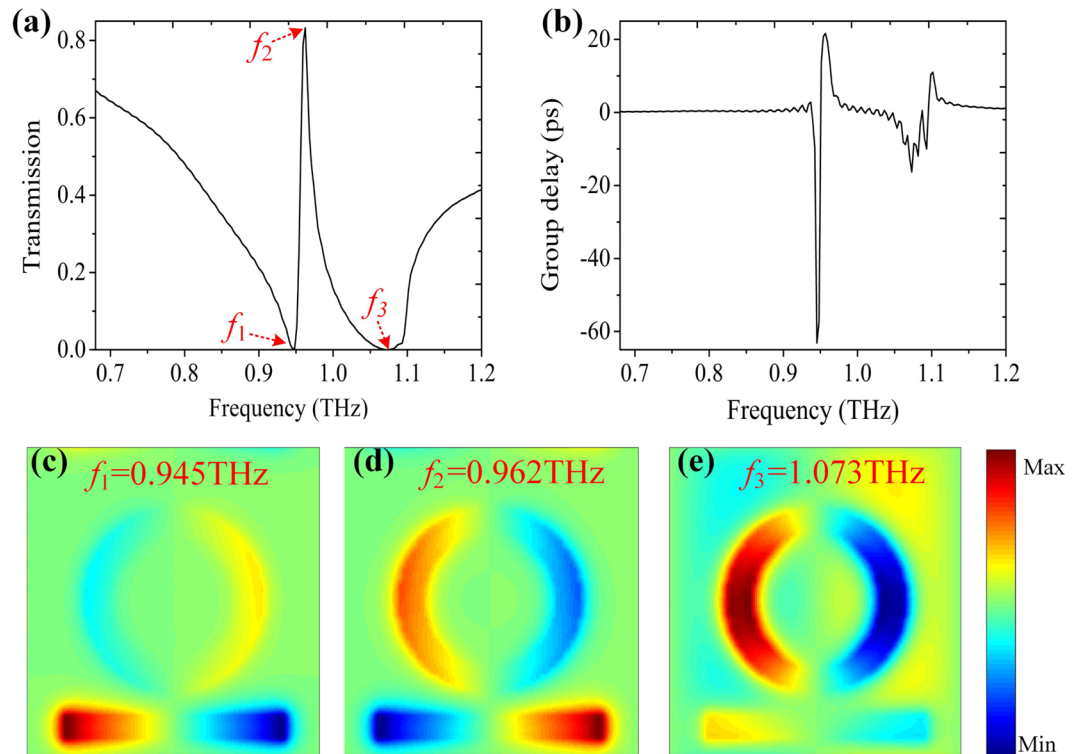 (a)
0.8
0.6
0.4
0.2
0.0
Transmission
f2
f1
f3
0.7 0.8 0.9 1.0 1.1 1.2
Frequency (THz)
(b)
20
0
-20
-40
-60
Group delay (ps)
0.7 0.8 0.9 1.0 1.1 1.2
Frequency (THz)
(c)
f1=0.945THz
(d)
f2=0.962THz
(e)
f3=1.073THz
Max
Min